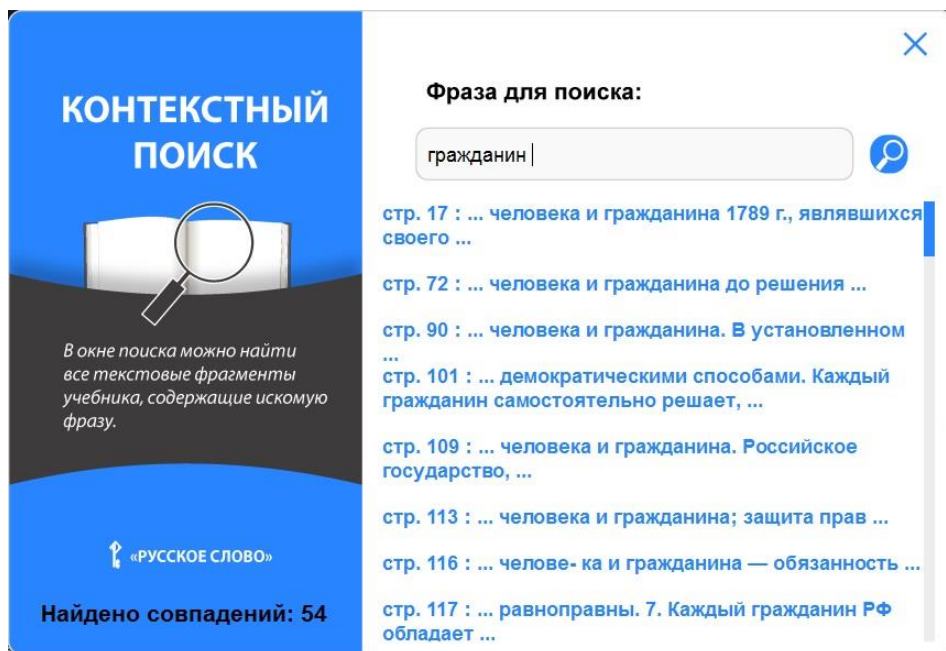 КОНТЕКСТНЫЙ
ПОИСК
В окне поиска можно найти
все текстовые фрагменты
учебника, содержащие искомую
фразу.
«РУССКОЕ СЛОВО»
Найдено совпадений: 54
Фраза для поиска:
гражданин
стр. 17 : ... человека и гражданина 1789 г., являвшихся
своего ...
стр. 72 : ... человека и гражданина до решения ...
стр. 90 : ... человека и гражданина. В установленном
...
стр. 101 : ... демократическими способами. Каждый
гражданин самостоятельно решает, ...
стр. 109 : ... человека и гражданина. Российское
государство, ...
стр. 113 : ... человека и гражданина; защита прав ...
стр. 116 : ... челове- ка и гражданина — обязанность ...
стр. 117 : ... равноправны. 7. Каждый гражданин РФ
обладает ...